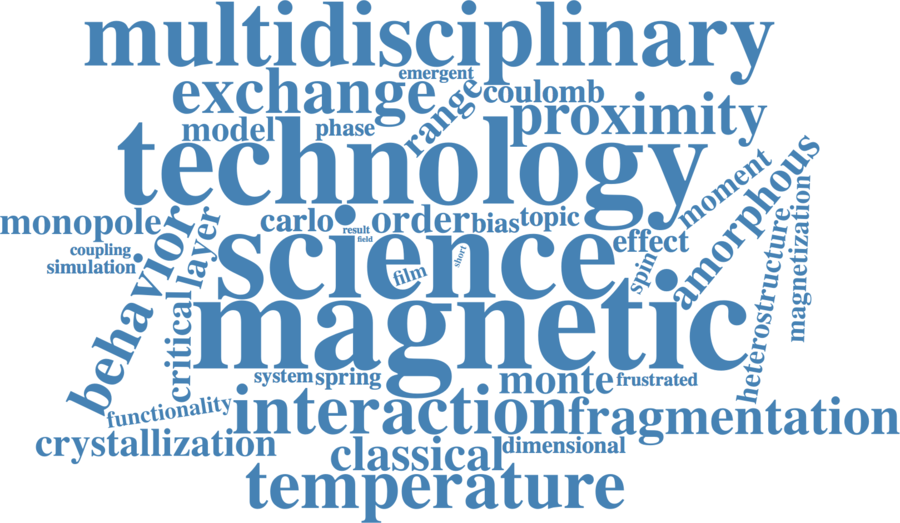 multidisciplinary
emergent
exchange
range
coulomb
proximity
model
phase
technology
moment
amorphous
monopole
behavior
layer
carlo
result
field
order
bias
topic
effect
coupling
simulation
science
film
short
spin
heterostructure
magnetization
critical
magnetic
system
spring
monte
frustrated
functionality
interaction
fragmentation
crystallization
classical
dimensional
temperature